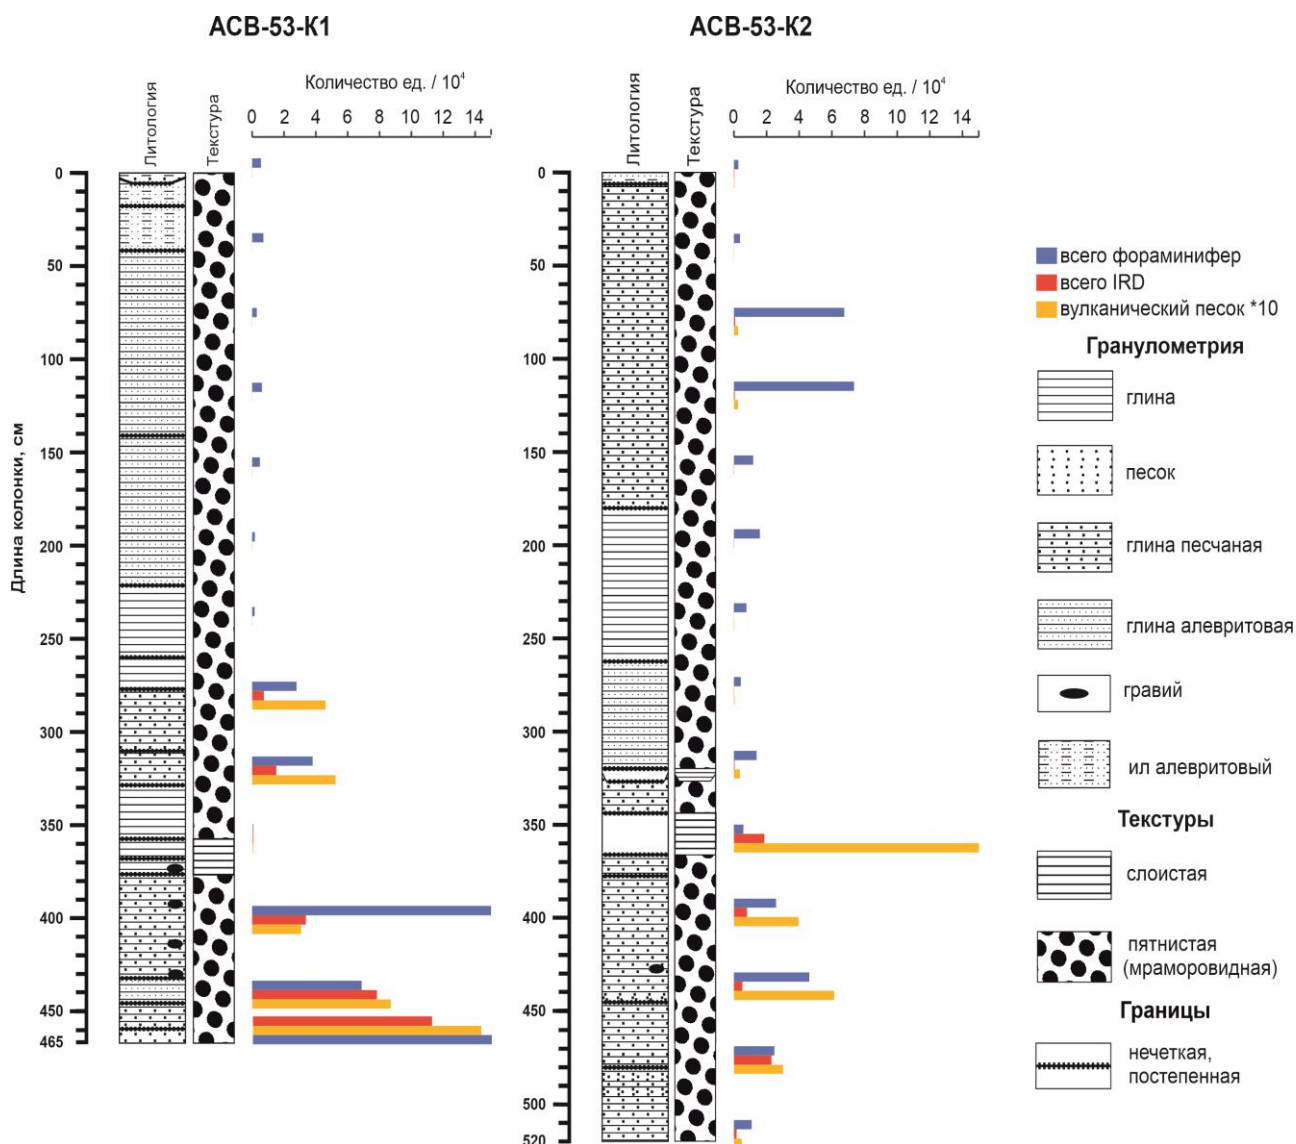 АСВ-53-К1
АСВ-53-К2
Литология
Текстура
Количество ед. / 10⁴
0 2 4 6 8 10 12 14
Литология
Текстура
Количество ед. / 10⁴
0 2 4 6 8 10 12 14
Длина колонки, см
0
50
100
150
200
250
300
350
400
450
465
0
50
100
150
200
250
300
350
400
450
500
520
всего фораминифер
всего IRD
вулканический песок *10
Гранулометрия
глина
песок
глина песчаная
глина алевритовая
гравий
ил алевритовый
Текстуры
слоистая
пятнистая
(мраморовидная)
Границы
нечеткая,
постепенная